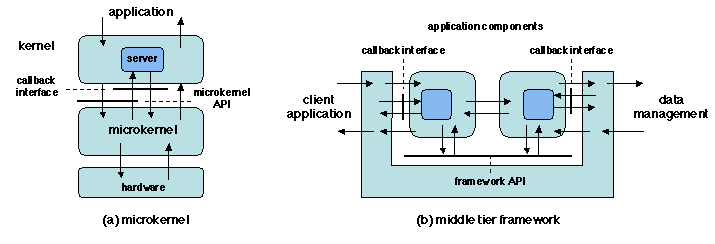 application
kernel
server
callback
interface
microkernel
API
microkernel
hardware
(a) microkernel
application components
callback interface
callback interface
client
application
data
management
framework API
(b) middle tier framework